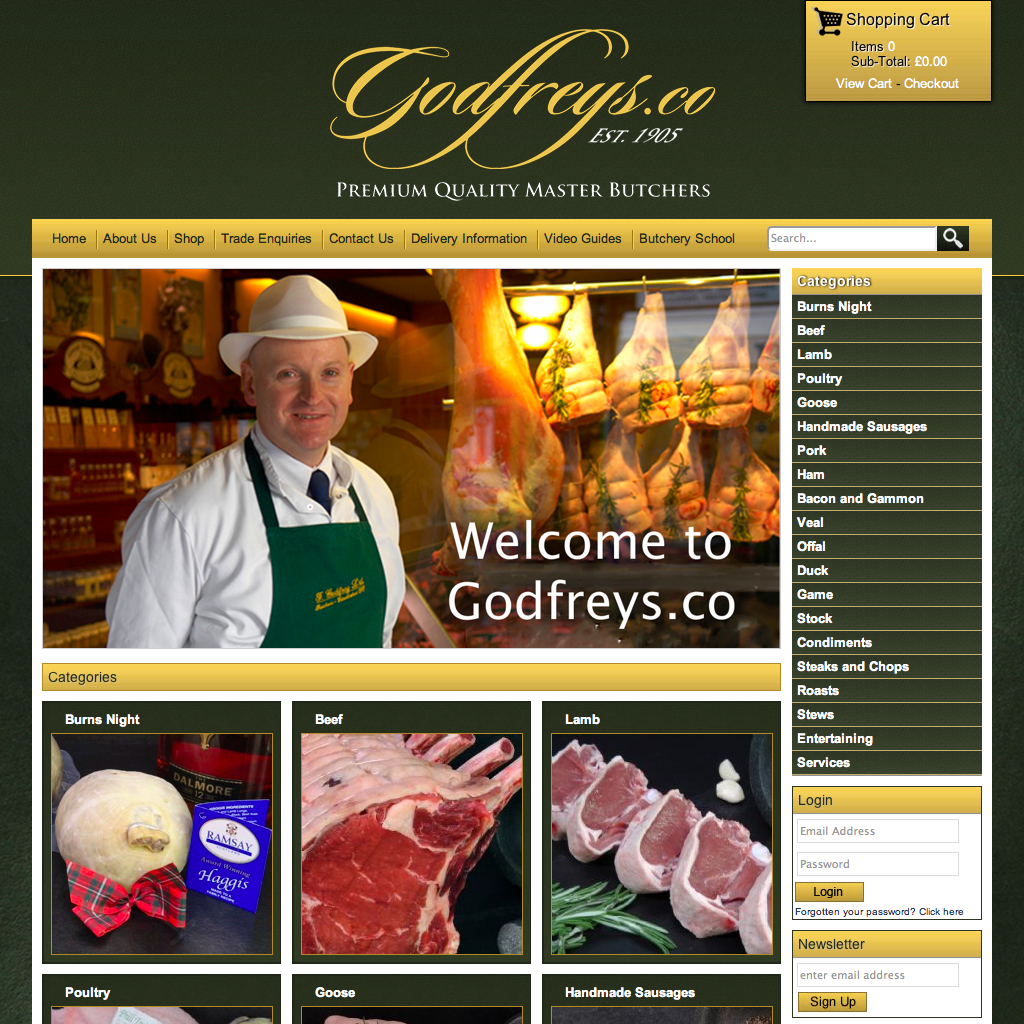 Shopping Cart
Items 0
Sub-Total: £0.00
View Cart - Checkout
Godfreys.co
EST. 1905
PREMIUM QUALITY MASTER BUTCHERS
Home
About Us
Shop
Trade Enquiries
Contact Us
Delivery Information
Video Guides
Butchery School
Search...
Welcome to
Godfreys.co
Categories
Burns Night
Beef
Lamb
Poultry
Goose
Handmade Sausages
Pork
Ham
Bacon and Gammon
Veal
Offal
Duck
Game
Stock
Condiments
Steaks and Chops
Roasts
Stews
Entertaining
Services
Categories
Burns Night
Beef
Lamb
DALMORE
12
HAGGIS INGREDIENTS
RAMSAY
Award Winning
Haggis
Poultry
Goose
Handmade Sausages
Login
Email Address
Password
Login
Forgotten your password? Click here
Newsletter
enter email address
Sign Up